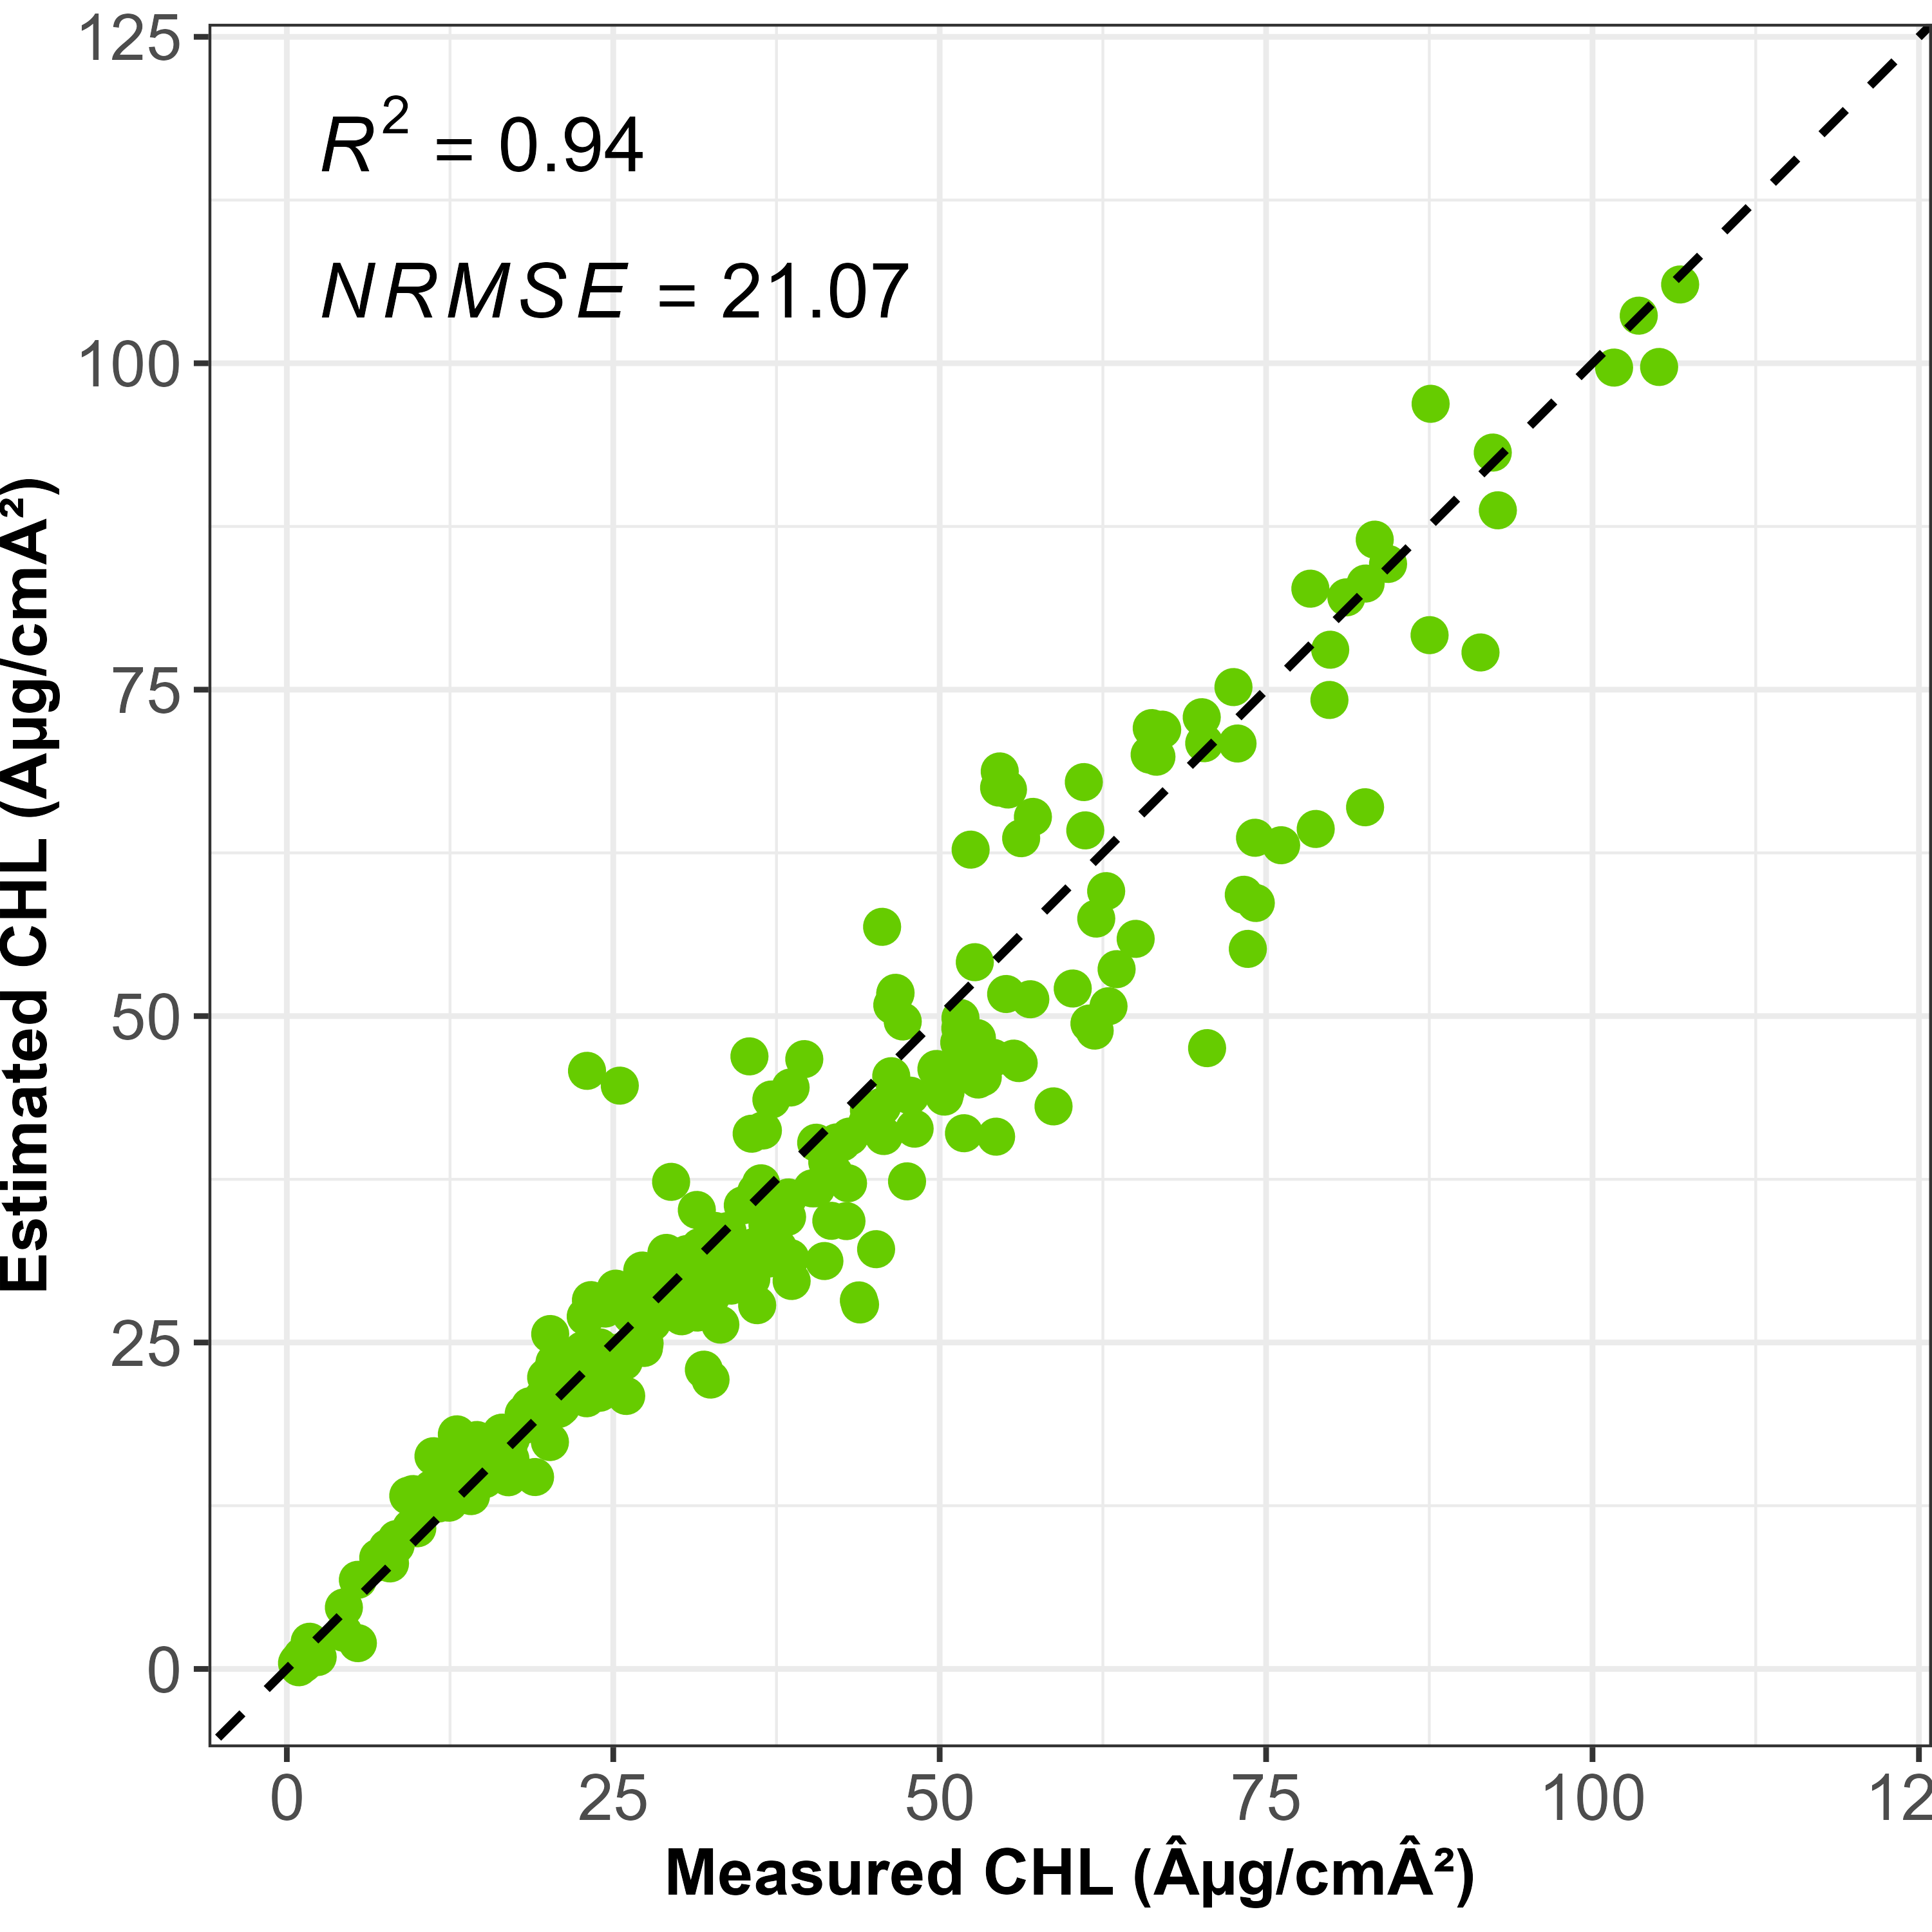 125
R² = 0.94
NRMSE = 21.07
100
75
50
25
0
Estimated CHL (Âµg/cmÂ²)
0 25 50 75 100 12
Measured CHL (Âµg/cmÂ²)